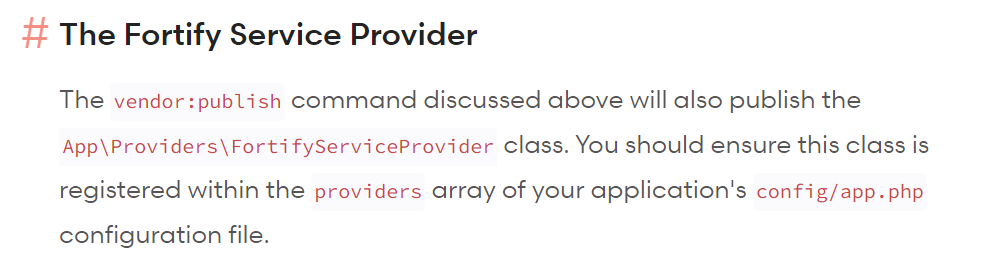 # The Fortify Service Provider
The vendor:publish command discussed above will also publish the
App\Providers\FortifyServiceProvider class. You should ensure this class is
registered within the providers array of your application's config/app.php
configuration file.